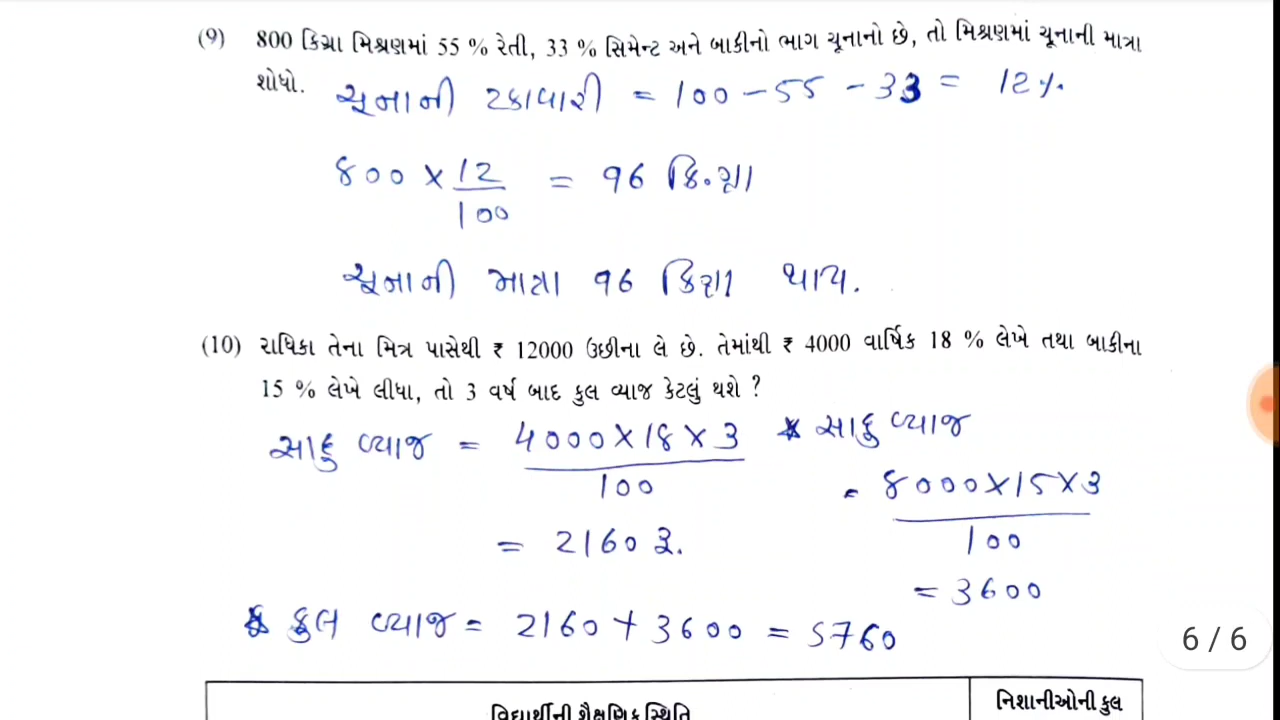 (9) 800 કિગ્રા મિશ્રણમાં 55 % રેતી, 33 % સિમેન્ટ અને બાકીનો ભાગ ચૂનાનો છે, તો મિશ્રણમાં ચૂનાની માત્રા
શોધો. ચૂનાની ટકાવારી = 100 - 55 - 33 = 12 %.
800 × 12/100 = 96 કિ.ગ્રા
ચૂનાની માત્રા 96 કિગ્રા થાય.
(10) રાધિકા તેના મિત્ર પાસેથી ₹ 12000 ઉછીના લે છે. તેમાંથી ₹ 4000 વાર્ષિક 18 % લેખે તથા બાકીના
15 % લેખે લીધા, તો 3 વર્ષ બાદ કુલ વ્યાજ કેટલું થશે ?
સાદુ વ્યાજ = 4000 × 18 × 3 / 100
= 2160 રૂ.
* સાદુ વ્યાજ
= 8000 × 15 × 3 / 100
= 3600
કુલ વ્યાજ = 2160 + 3600 = 5760
6 / 6
વિદ્યાર્થીની શૈક્ષણિક સ્થિતિ
નિશાનીઓની કુલ